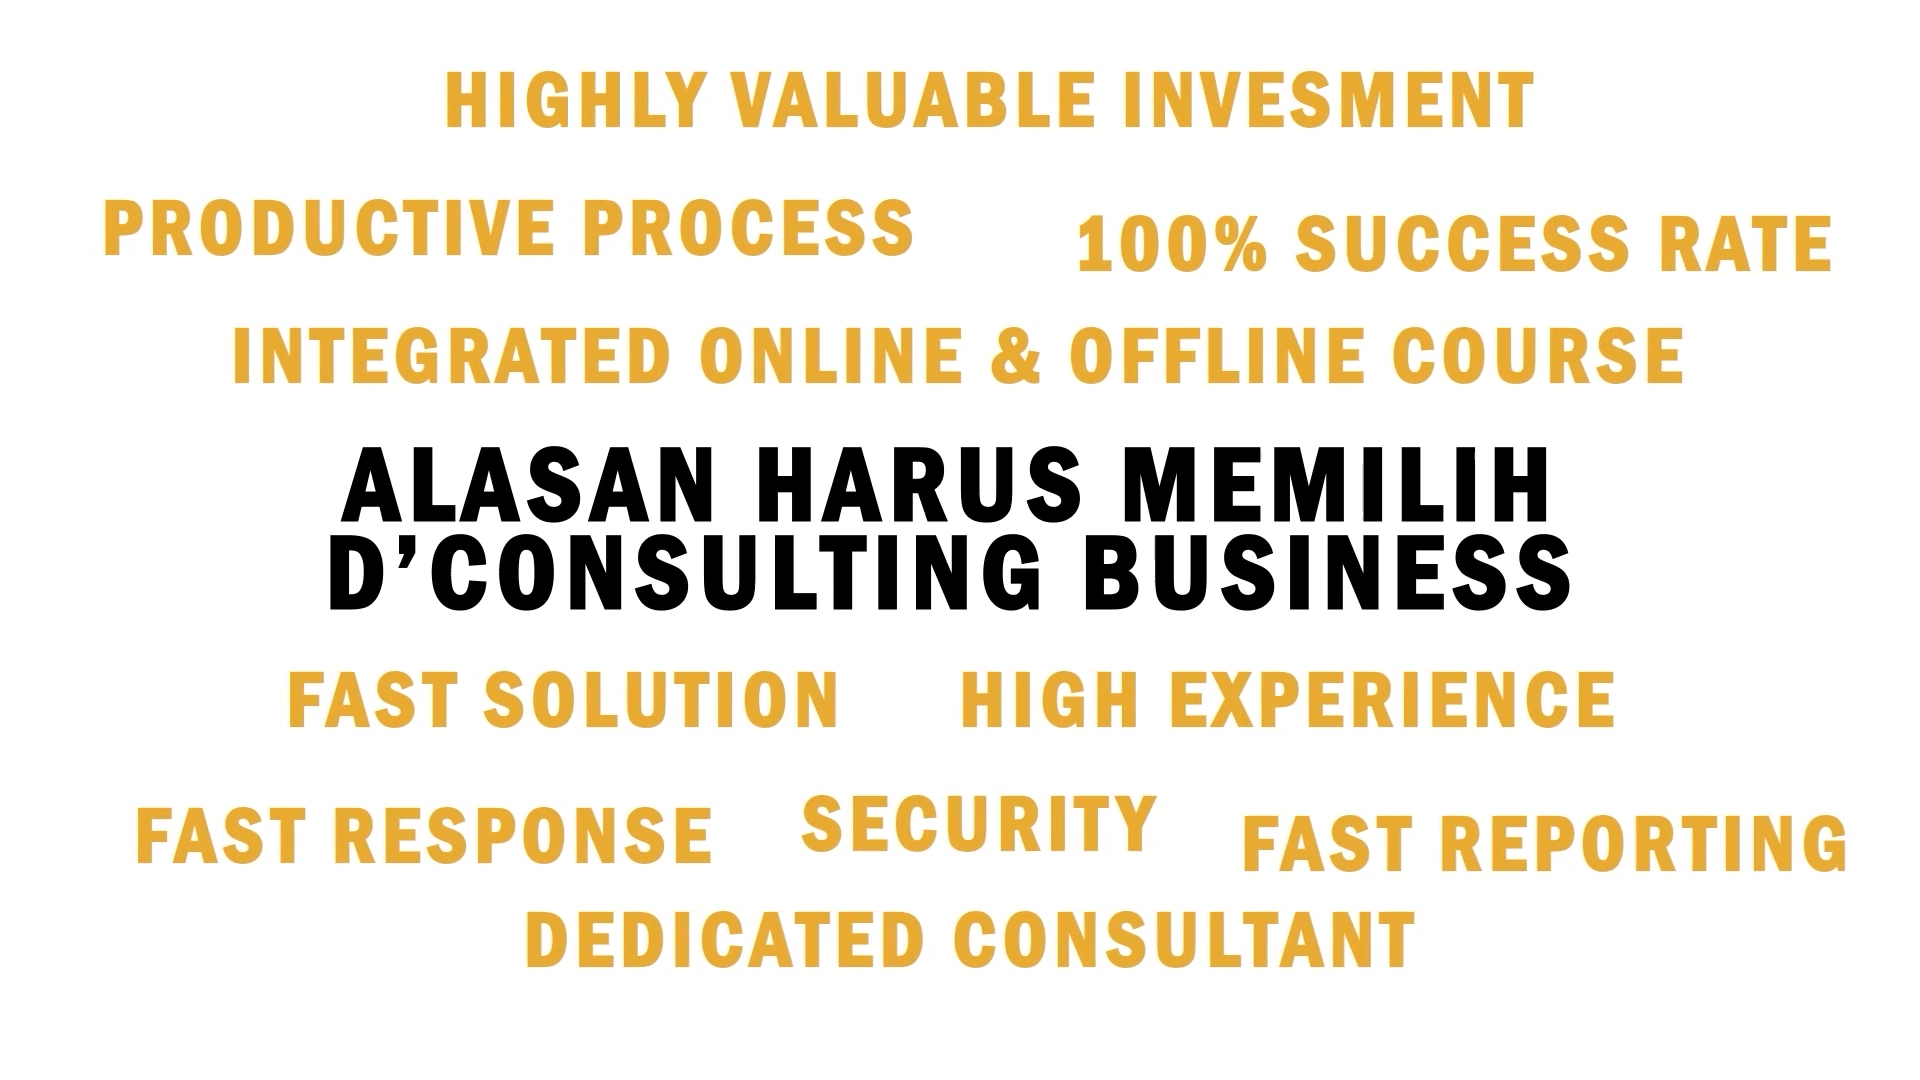 HIGHLY VALUABLE INVESMENT
PRODUCTIVE PROCESS
100% SUCCESS RATE
INTEGRATED ONLINE & OFFLINE COURSE
ALASAN HARUS MEMILIH
D’CONSULTING BUSINESS
FAST SOLUTION
HIGH EXPERIENCE
FAST RESPONSE
SECURITY
FAST REPORTING
DEDICATED CONSULTANT